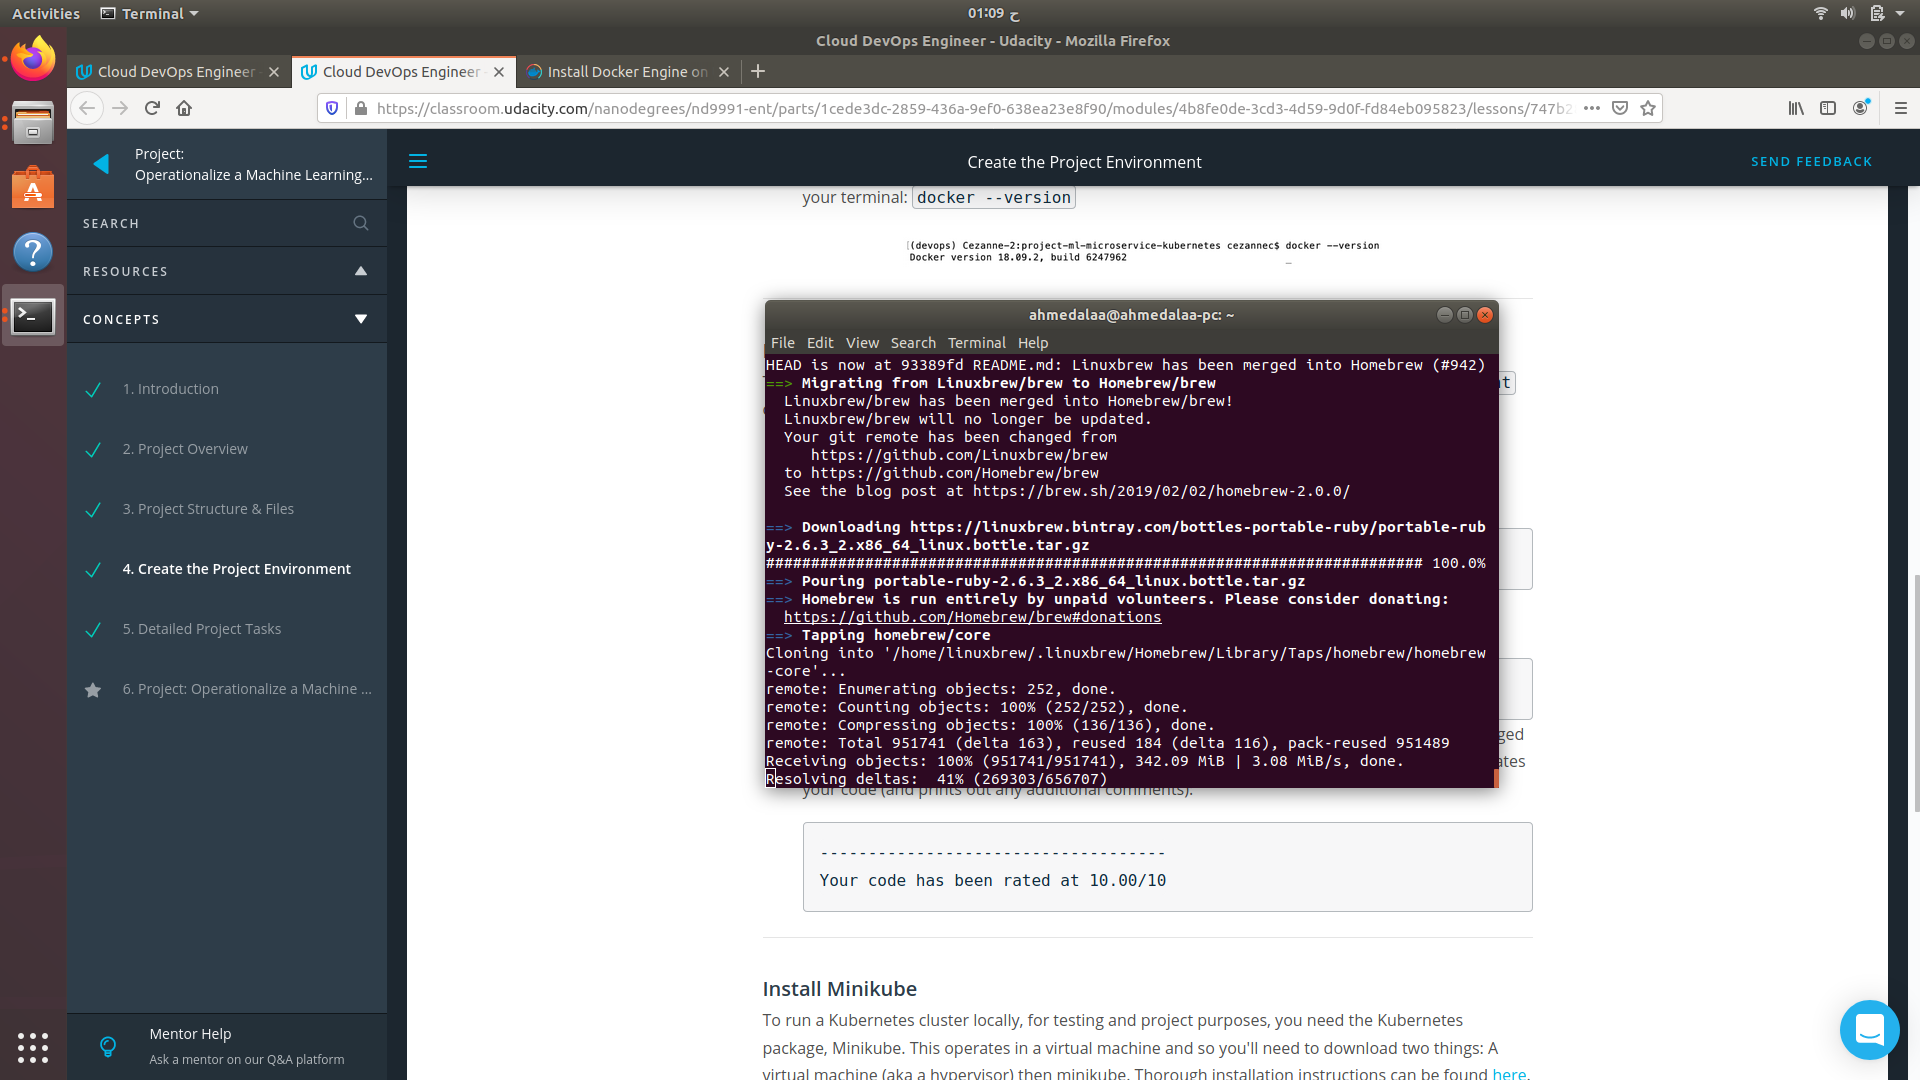 Activities
Terminal
01:09 ح
Cloud DevOps Engineer - Udacity - Mozilla Firefox
Cloud DevOps Engineer
Cloud DevOps Engineer
Install Docker Engine on
https://classroom.udacity.com/nanodegrees/nd9991-ent/parts/1cede3dc-2859-436a-9ef0-638ea23e8f90/modules/4b8fe0de-3cd3-4d59-9d0f-fd84eb095823/lessons/747b2
Project:
Operationalize a Machine Learning...
SEARCH
RESOURCES
CONCEPTS
1. Introduction
2. Project Overview
3. Project Structure & Files
4. Create the Project Environment
5. Detailed Project Tasks
6. Project: Operationalize a Machine ...
Mentor Help
Ask a mentor on our Q&A platform
Create the Project Environment
SEND FEEDBACK
your terminal: docker --version
(devops) Cezanne-2:project-ml-microservice-kubernetes cezannec$ docker --version
Docker version 18.09.2, build 6247962
ahmedalaa@ahmedalaa-pc: ~
File Edit View Search Terminal Help
HEAD is now at 93389fd README.md: Linuxbrew has been merged into Homebrew (#942)
==> Migrating from Linuxbrew/brew to Homebrew/brew
Linuxbrew/brew has been merged into Homebrew/brew!
Linuxbrew/brew will no longer be updated.
Your git remote has been changed from
https://github.com/Linuxbrew/brew
to https://github.com/Homebrew/brew
See the blog post at https://brew.sh/2019/02/02/homebrew-2.0.0/
==> Downloading https://linuxbrew.bintray.com/bottles-portable-ruby/portable-rub
y-2.6.3_2.x86_64_linux.bottle.tar.gz
######################################################################### 100.0%
==> Pouring portable-ruby-2.6.3_2.x86_64_linux.bottle.tar.gz
==> Homebrew is run entirely by unpaid volunteers. Please consider donating:
https://github.com/Homebrew/brew#donations
==> Tapping homebrew/core
Cloning into '/home/linuxbrew/.linuxbrew/Homebrew/Library/Taps/homebrew/homebrew
-core'...
remote: Enumerating objects: 252, done.
remote: Counting objects: 100% (252/252), done.
remote: Compressing objects: 100% (136/136), done.
remote: Total 951741 (delta 163), reused 184 (delta 116), pack-reused 951489
Receiving objects: 100% (951741/951741), 342.09 MiB | 3.08 MiB/s, done.
Resolving deltas:  41% (269303/656707)
your code (and prints out any additional comments).
------------------------------------
Your code has been rated at 10.00/10
Install Minikube
To run a Kubernetes cluster locally, for testing and project purposes, you need the Kubernetes
package, Minikube. This operates in a virtual machine and so you'll need to download two things: A
virtual machine (aka a hypervisor) then minikube. Thorough installation instructions can be found here.